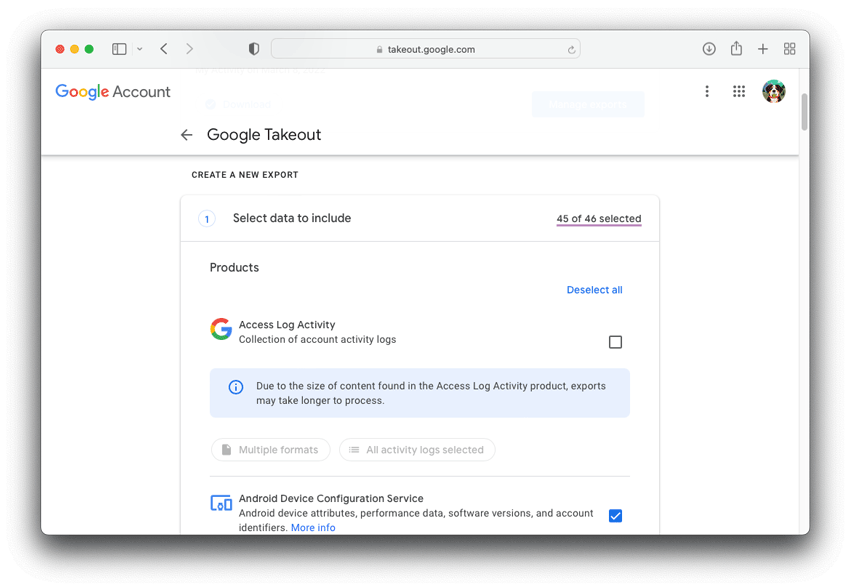 takeout.google.com
Google Account
Google Takeout
CREATE A NEW EXPORT
1 Select data to include 45 of 46 selected
Products
Deselect all
Access Log Activity
Collection of account activity logs
Due to the size of content found in the Access Log Activity product, exports
may take longer to process.
Multiple formats All activity logs selected
Android Device Configuration Service
Android device attributes, performance data, software versions, and account
identifiers. More info